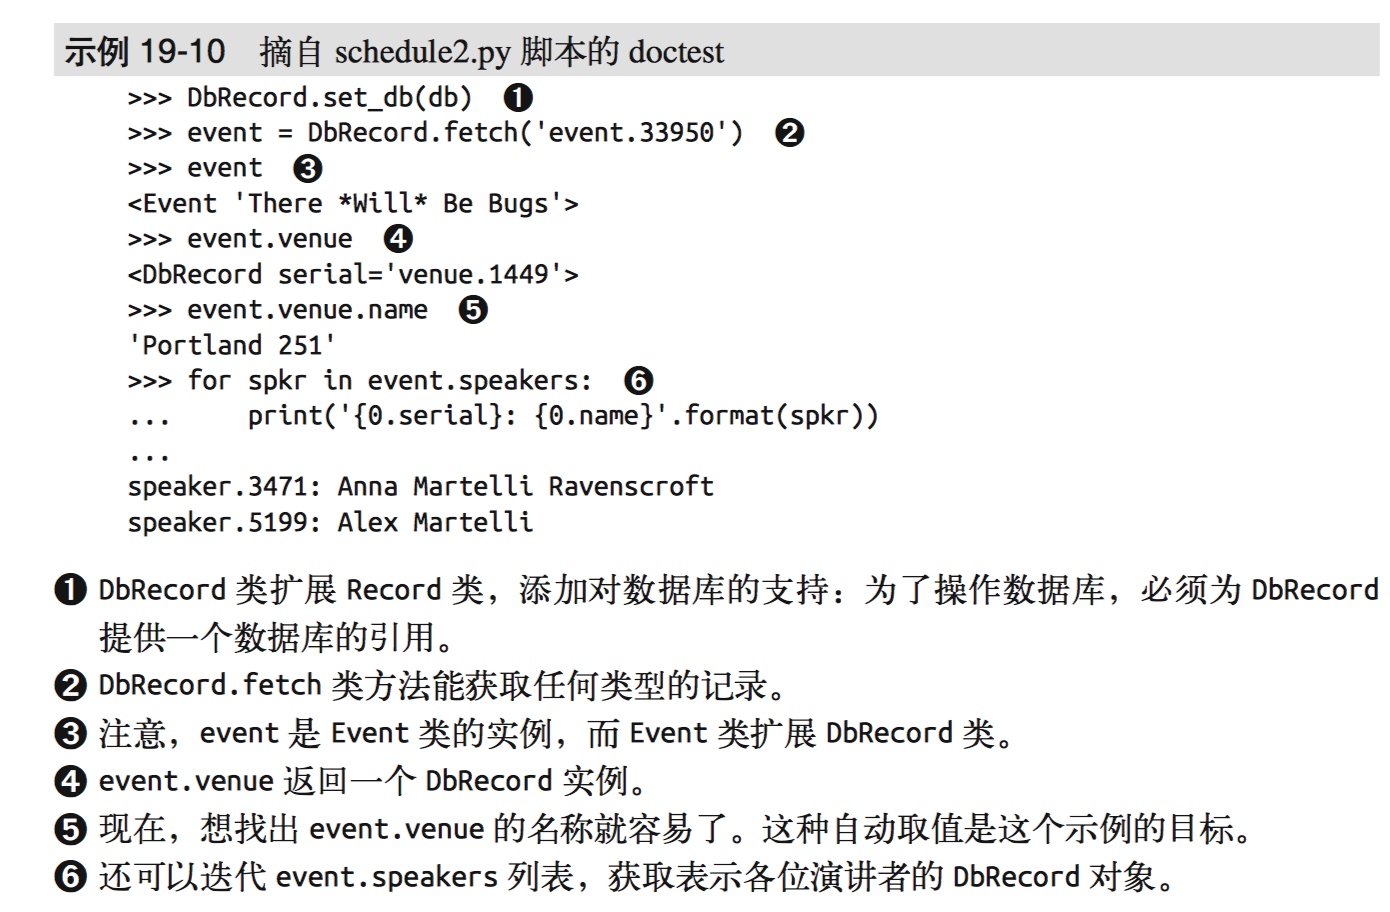 示例 19-10 摘自 schedule2.py 脚本的 doctest
>>> DbRecord.set_db(db) ❶
>>> event = DbRecord.fetch('event.33950') ❷
>>> event ❸
<Event 'There *Will* Be Bugs'>
>>> event.venue ❹
<DbRecord serial='venue.1449'>
>>> event.venue.name ❺
'Portland 251'
>>> for spkr in event.speakers: ❻
...     print('{0.serial}: {0.name}'.format(spkr))
...
speaker.3471: Anna Martelli Ravenscroft
speaker.5199: Alex Martelli
❶ DbRecord 类扩展 Record 类，添加对数据库的支持：为了操作数据库，必须为 DbRecord
提供一个数据库的引用。
❷ DbRecord.fetch 类方法能获取任何类型的记录。
❸ 注意，event 是 Event 类的实例，而 Event 类扩展 DbRecord 类。
❹ event.venue 返回一个 DbRecord 实例。
❺ 现在，想找出 event.venue 的名称就容易了。这种自动取值是这个示例的目标。
❻ 还可以迭代 event.speakers 列表，获取表示各位演讲者的 DbRecord 对象。